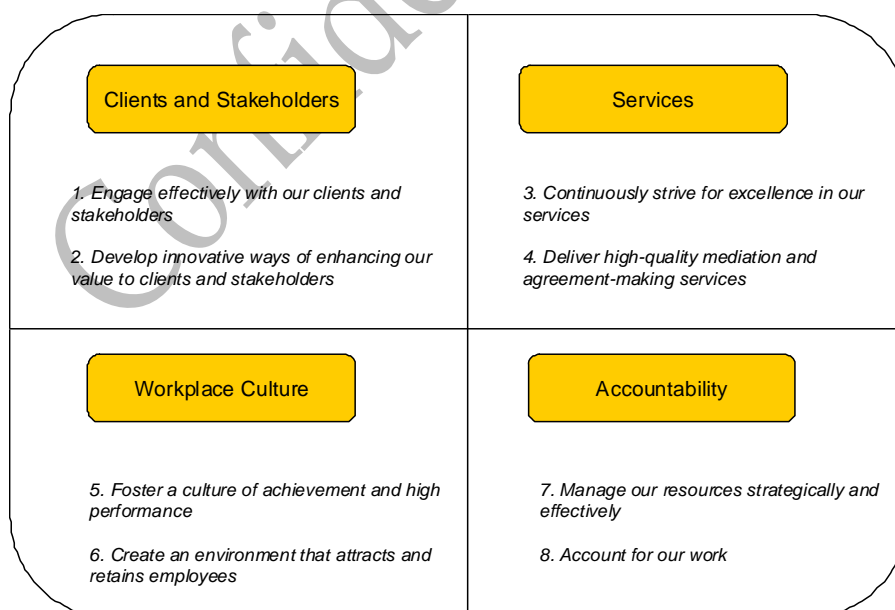 Clients and Stakeholders
Services
1. Engage effectively with our clients and
stakeholders
2. Develop innovative ways of enhancing our
value to clients and stakeholders
3. Continuously strive for excellence in our
services
4. Deliver high-quality mediation and
agreement-making services
Workplace Culture
Accountability
5. Foster a culture of achievement and high
performance
6. Create an environment that attracts and
retains employees
7. Manage our resources strategically and
effectively
8. Account for our work